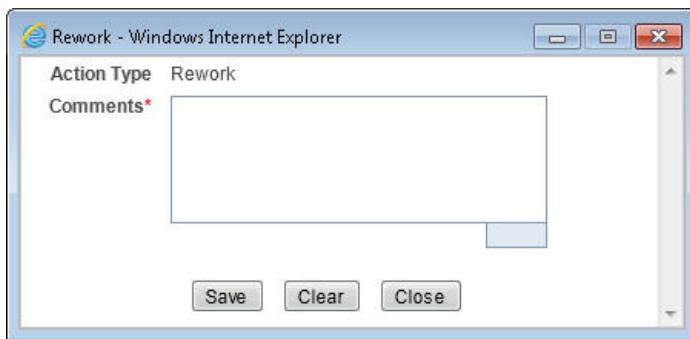 Rework - Windows Internet Explorer
Action Type Rework
Comments*
Save Clear Close